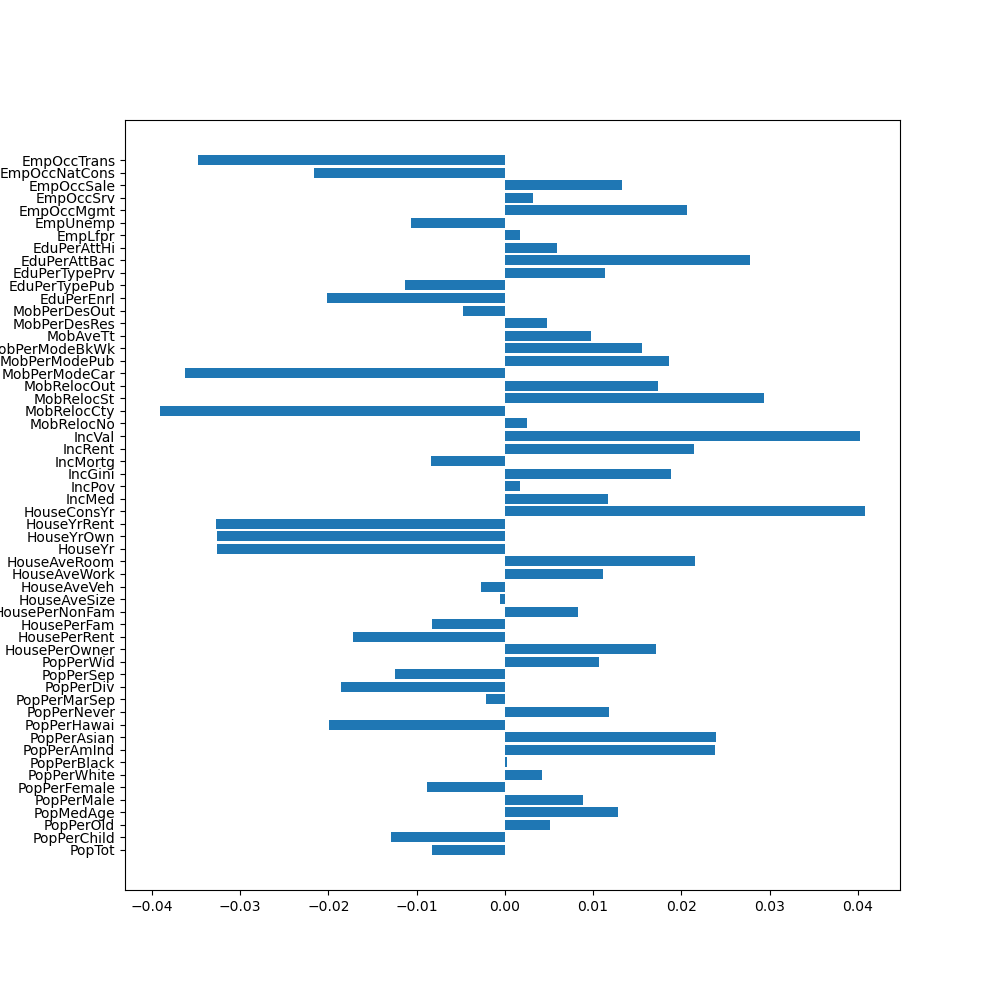 EmpOccTrans
EmpOccNatCons
EmpOccSale
EmpOccSrv
EmpOccMgmt
EmpUnemp
EmpLfpr
EduPerAttHi
EduPerAttBac
EduPerTypePrv
EduPerTypePub
EduPerEnrl
MobPerDesOut
MobPerDesRes
MobAveTt
obPerModeBkWk
MobPerModePub
MobPerModeCar
MobRelocOut
MobRelocSt
MobRelocCty
MobRelocNo
IncVal
IncRent
IncMortg
IncGini
IncPov
IncMed
HouseConsYr
HouseYrRent
HouseYrOwn
HouseYr
HouseAveRoom
HouseAveWork
HouseAveVeh
HouseAveSize
HousePerNonFam
HousePerFam
HousePerRent
HousePerOwner
PopPerWid
PopPerSep
PopPerDiv
PopPerMarSep
PopPerNever
PopPerHawai
PopPerAsian
PopPerAmInd
PopPerBlack
PopPerWhite
PopPerFemale
PopPerMale
PopMedAge
PopPerOld
PopPerChild
PopTot
−0.04 −0.03 −0.02 −0.01 0.00 0.01 0.02 0.03 0.04